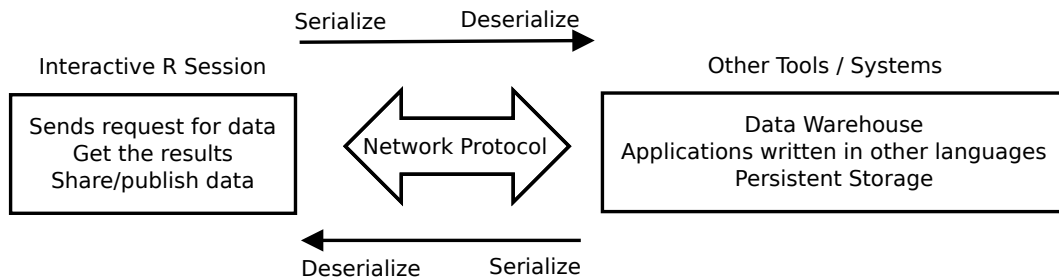 Serialize Deserialize
Interactive R Session
Other Tools / Systems
Sends request for data
Get the results
Share/publish data
Network Protocol
Data Warehouse
Applications written in other languages
Persistent Storage
Deserialize Serialize